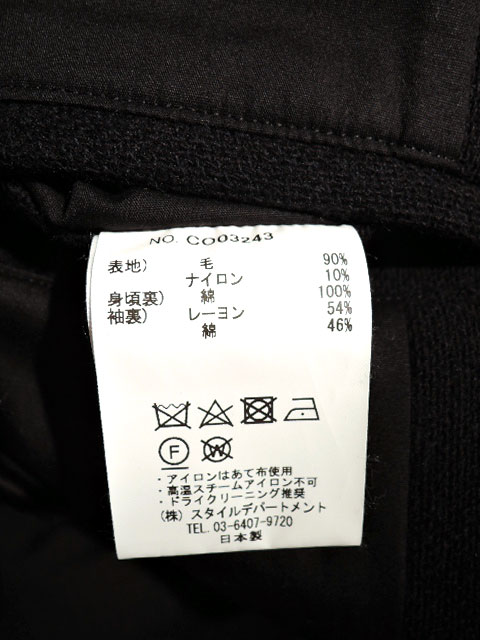 NO. CO03243
表地) 毛 90%
ナイロン 10%
身頃裏) 綿 100%
袖裏) レーヨン 54%
綿 46%
F W
・アイロンはあて布使用
・高温スチームアイロン不可
・ドライクリーニング推奨
(株) スタイルデパートメント
TEL. 03-6407-9720
日本製